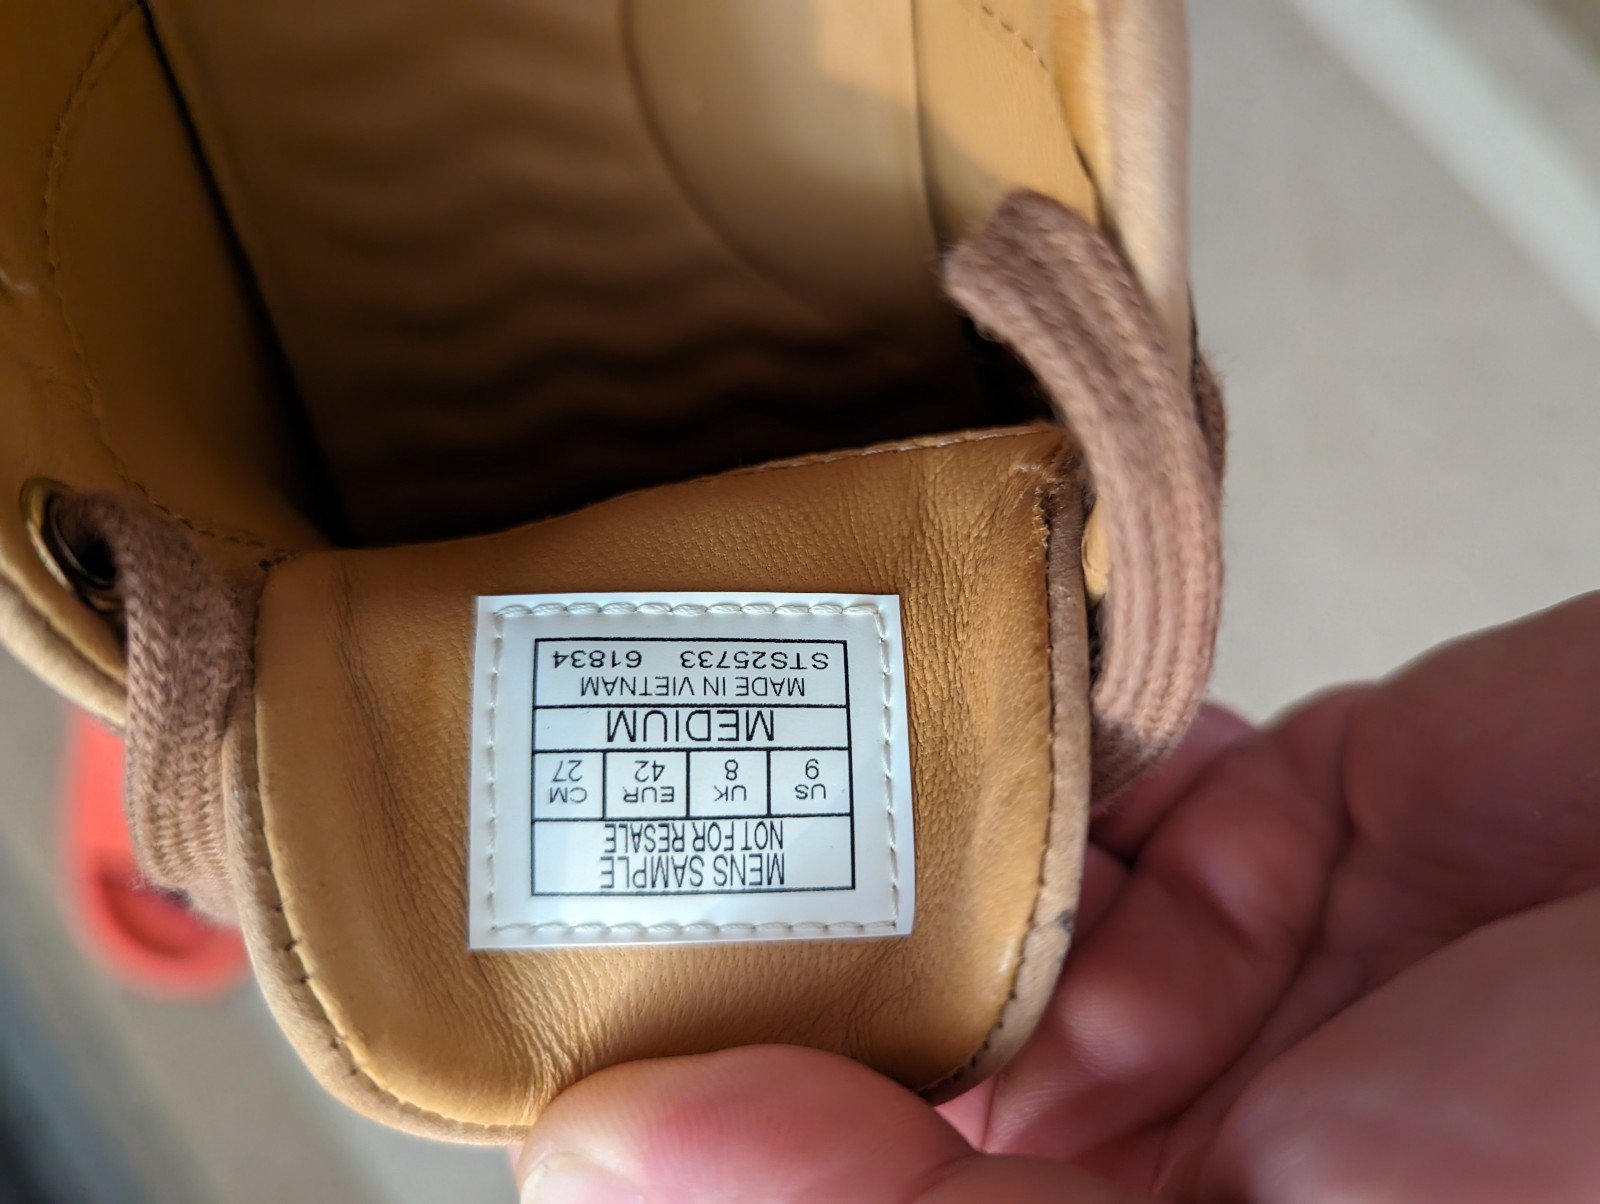 MENS SAMPLE
NOT FOR RESALE
US UK EUR CM
9 8 42 27
MEDIUM
MADE IN VIETNAM
STS25733 61834